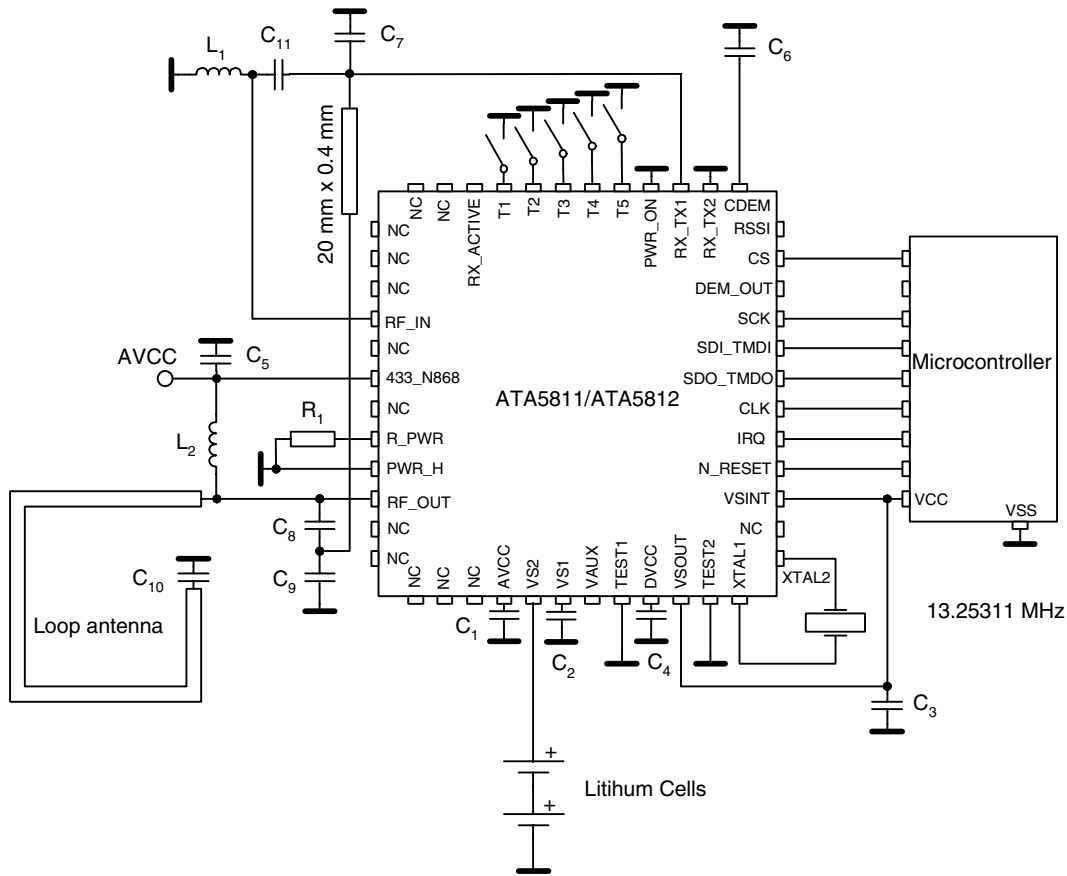 C7
C6
L1
C11
20 mm x 0.4 mm
NC
NC
RX_ACTIVE
T1
T2
T3
T4
T5
PWR_ON
RX_TX1
RX_TX2
CDEM
NC
NC
NC
RF_IN
NC
433_N868
NC
R_PWR
PWR_H
RF_OUT
NC
NC
RSSI
CS
DEM_OUT
SCK
SDI_TMDI
SDO_TMDO
CLK
IRQ
N_RESET
VSINT
NC
XTAL2
ATA5811/ATA5812
Microcontroller
VCC
VSS
AVCC
C5
L2
R1
C8
C9
C10
Loop antenna
NC
NC
NC
AVCC
VS2
VS1
VAUX
TEST1
DVCC
VSOUT
TEST2
XTAL1
C1
C2
C4
13.25311 MHz
C3
+
Litihum Cells
+